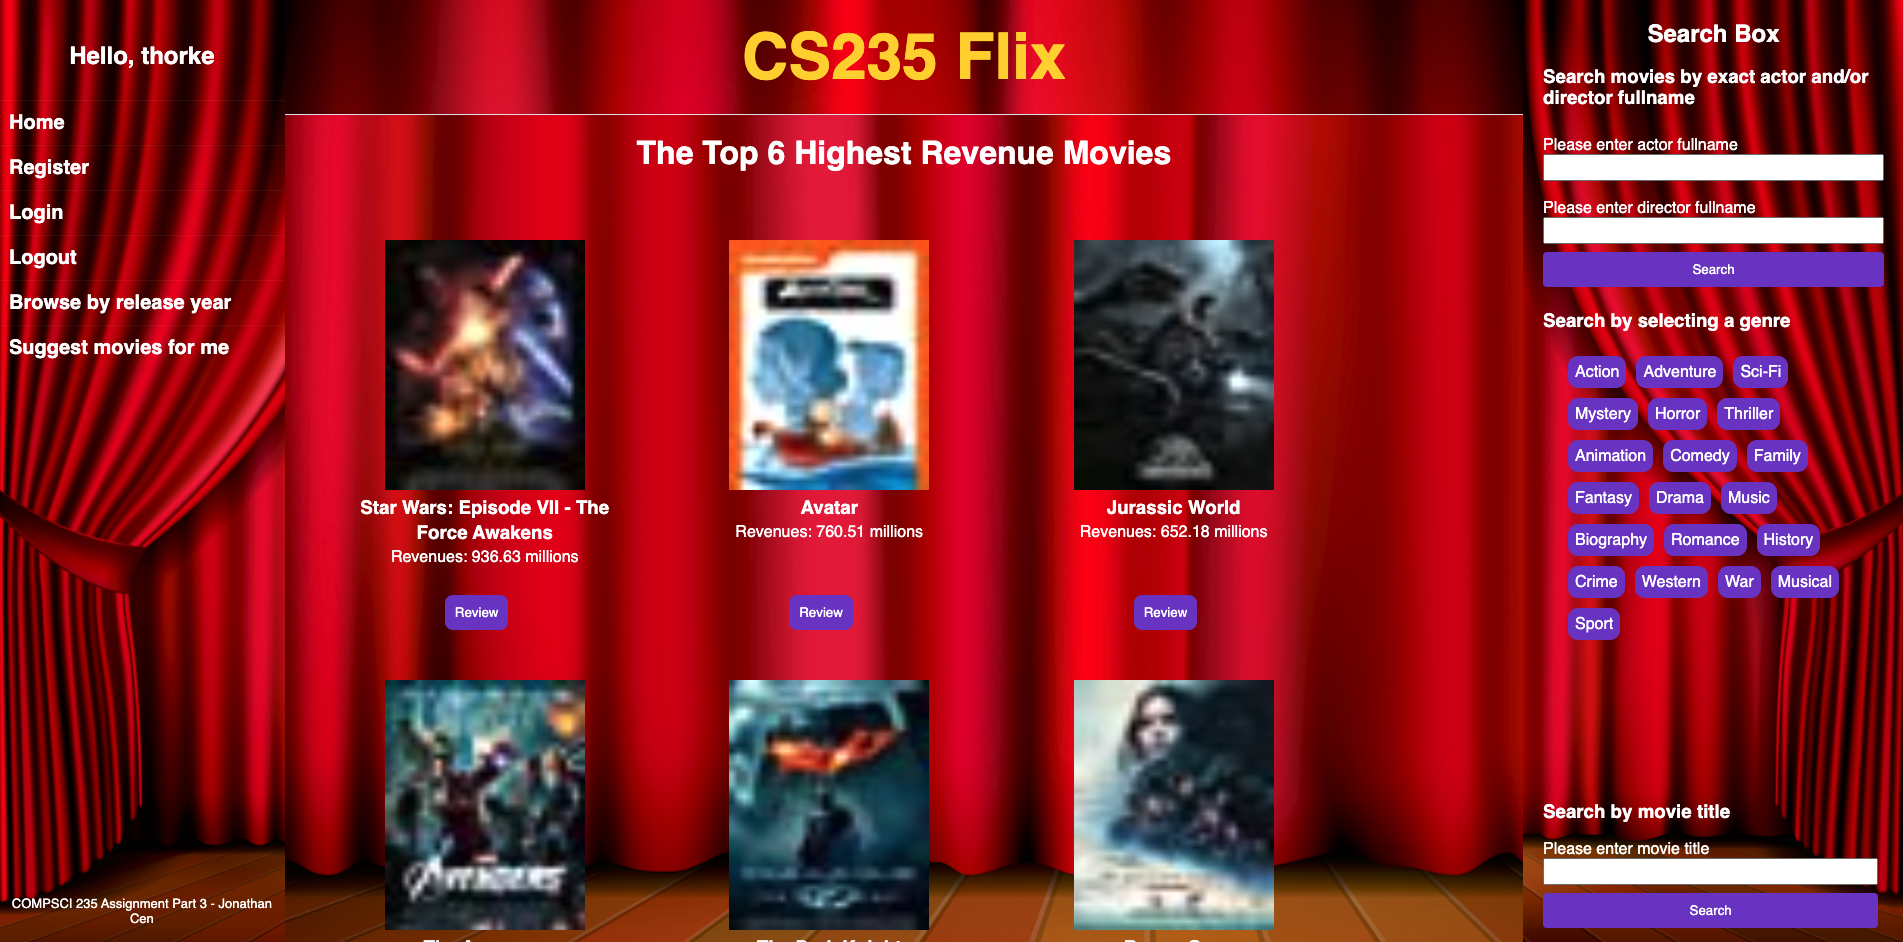 Hello, thorke
Home
Register
Login
Logout
Browse by release year
Suggest movies for me
COMPSCI 235 Assignment Part 3 - Jonathan
Cen
CS235 Flix
The Top 6 Highest Revenue Movies
Star Wars: Episode VII - The
Force Awakens
Revenues: 936.63 millions
Review
Avatar
Revenues: 760.51 millions
Review
Jurassic World
Revenues: 652.18 millions
Review
AVENGERS
Search Box
Search movies by exact actor and/or
director fullname
Please enter actor fullname
Please enter director fullname
Search
Search by selecting a genre
Action Adventure Sci-Fi
Mystery Horror Thriller
Animation Comedy Family
Fantasy Drama Music
Biography Romance History
Crime Western War Musical
Sport
Search by movie title
Please enter movie title
Search